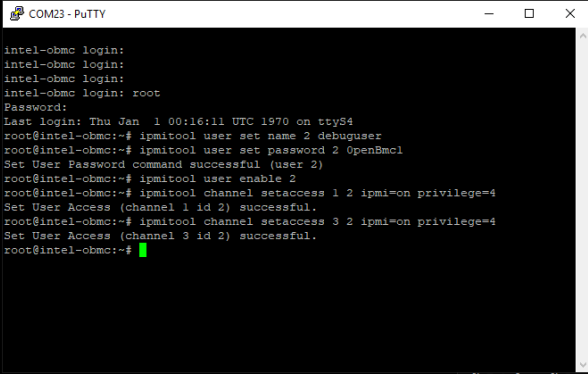 COM23 - PuTTY
intel-obmc login:
intel-obmc login:
intel-obmc login:
intel-obmc login: root
Password:
Last login: Thu Jan  1 00:16:11 UTC 1970 on ttyS4
root@intel-obmc:~# ipmitool user set name 2 debuguser
root@intel-obmc:~# ipmitool user set password 2 0penBmc1
Set User Password command successful (user 2)
root@intel-obmc:~# ipmitool user enable 2
root@intel-obmc:~# ipmitool channel setaccess 1 2 ipmi=on privilege=4
Set User Access (channel 1 id 2) successful.
root@intel-obmc:~# ipmitool channel setaccess 3 2 ipmi=on privilege=4
Set User Access (channel 3 id 2) successful.
root@intel-obmc:~#